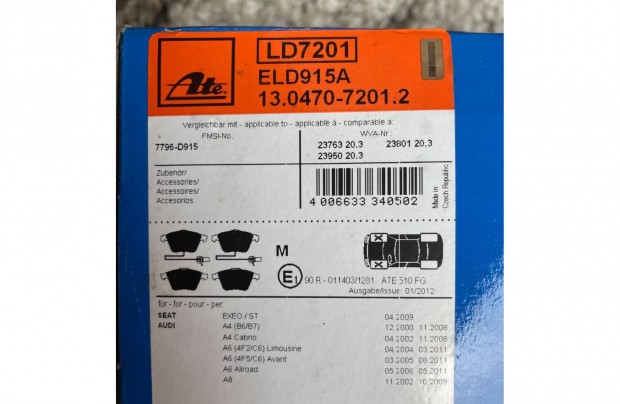 LD7201
ELD915A
13.0470-7201.2
Ate
Vergleichbar mit - applicable to - applicable à - comparable a:
FMSI-No.: WVA-Nr.:
7796-D915 23763 20,3 23801 20,3
23950 20,3
Zubehör/
Accessories/
Accessoires/
Accesorios
4 006633 340502
Made in
Czech Republic
M
E1 90 R - 011403/1281 ATE 510 FG
Ausgabe/Issue: 01/2012
für - for - pour - per
SEAT EXEO / ST 04.2009
AUDI A4 (B6/B7) 12.2000 11.2008
A4 Cabrio 04.2002 11.2008
A6 (4F2/C6) Limousine 04.2004 03.2011
A6 (4F5/C6) Avant 03.2005 08.2011
A6 Allroad 05.2006 05.2011
A8 11.2002 10.2009